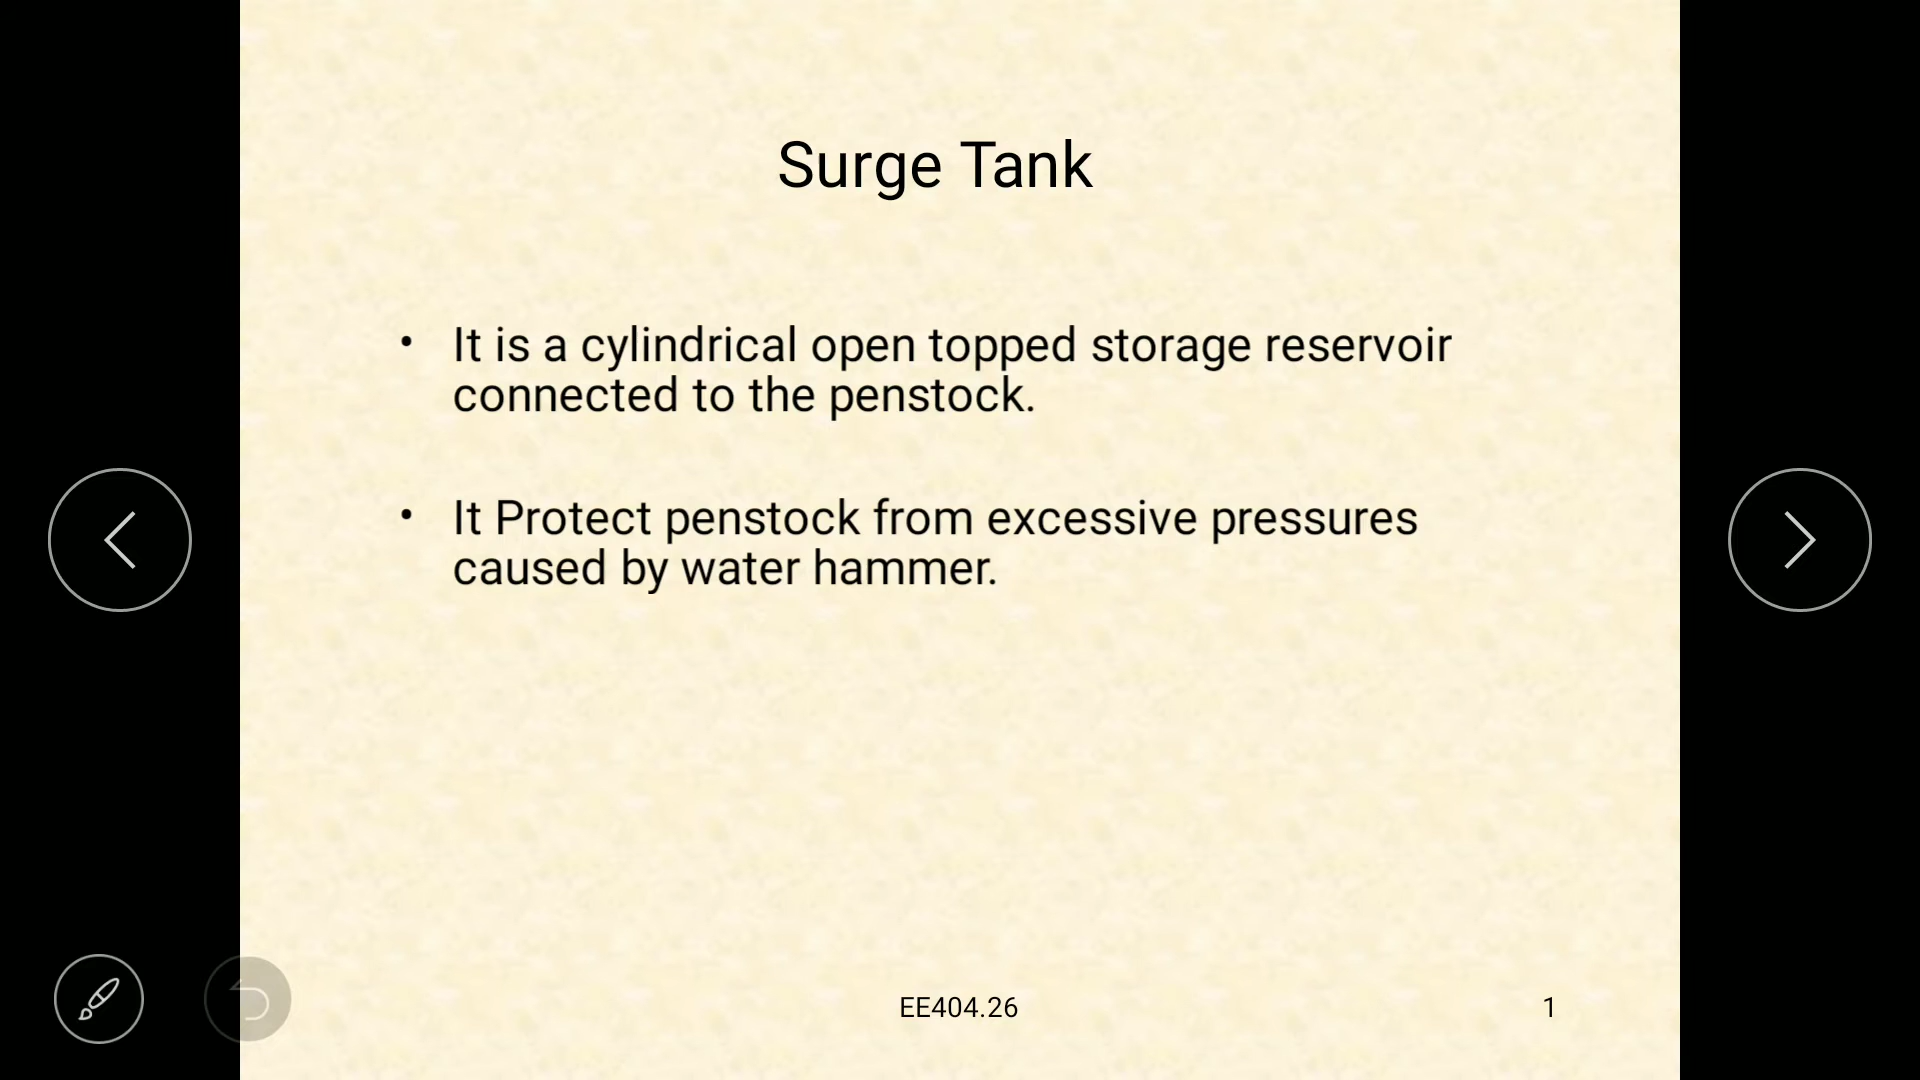 Surge Tank
• It is a cylindrical open topped storage reservoir
connected to the penstock.
• It Protect penstock from excessive pressures
caused by water hammer.
EE404.26
1